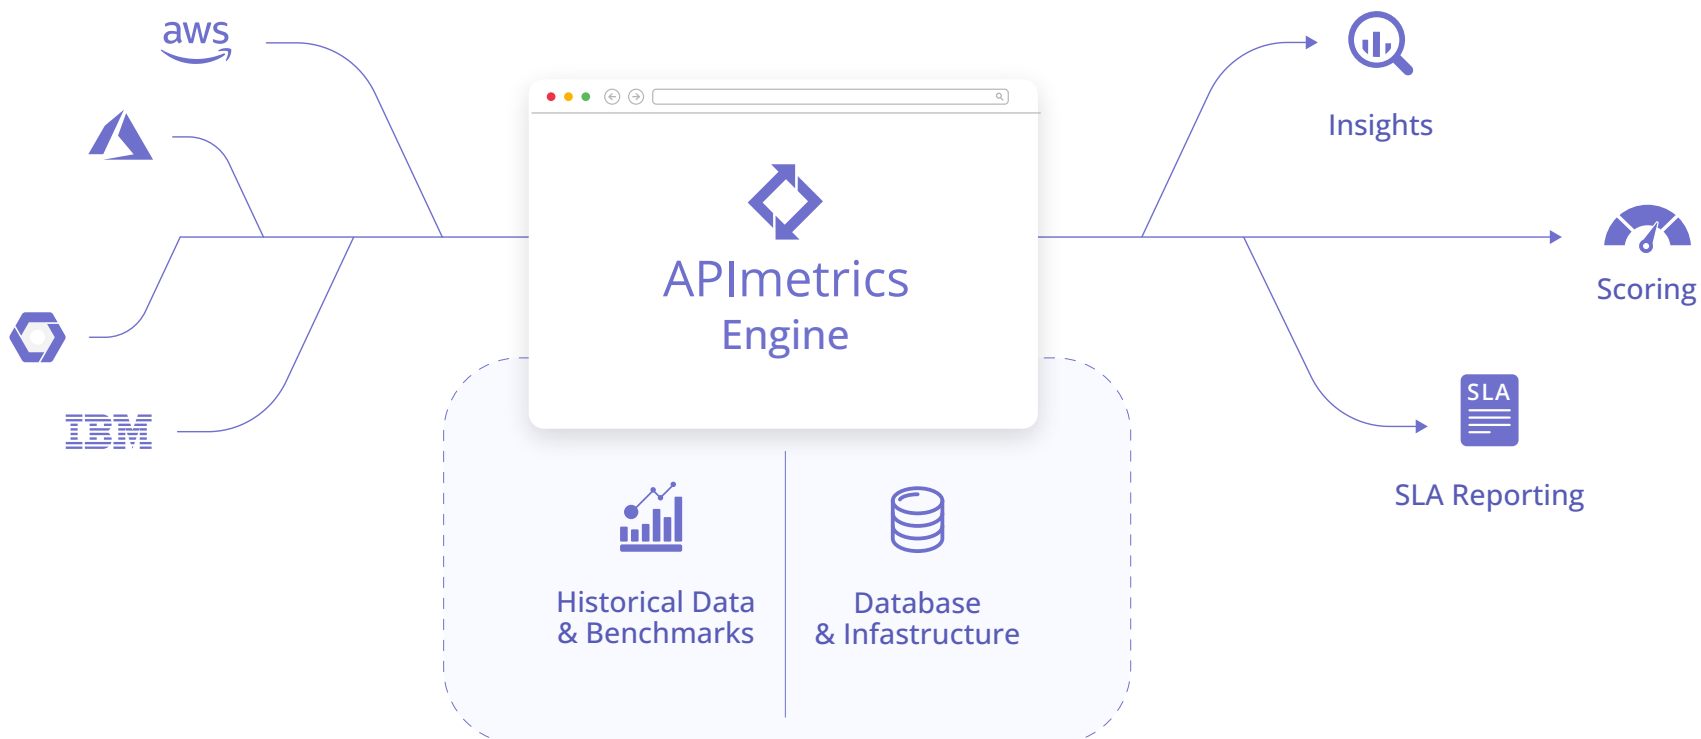 aws
IBM
APImetrics
Engine
Insights
Scoring
SLA
SLA Reporting
Historical Data
& Benchmarks
Database
& Infastructure